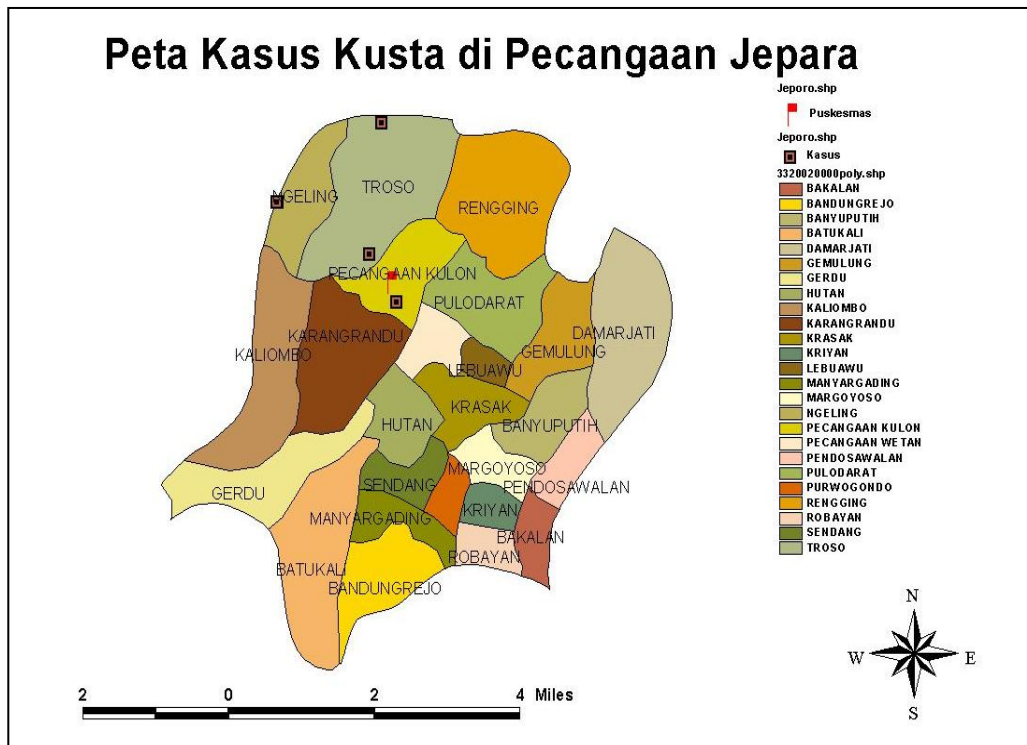 Peta Kasus Kusta di Pecangaan Jepara
Jeporo.shp
Puskesmas
Jeporo.shp
Kasus
3320020000poly.shp
BAKALAN
BANDUNGREJO
BANYUPUTIH
BATUKALI
DAMARJATI
GEMULUNG
GERDU
HUTAN
KALIOMBO
KARANGRANDU
KRASAK
KRIYAN
LEBUAWU
MANYARGADING
MARGOYOSO
NGELING
PECANGAAN KULON
PECANGAAN WETAN
PENDOSAWALAN
PULODARAT
PURWOGONDO
RENGGING
ROBAYAN
SENDANG
TROSO
TROSO
NGELING
RENGGING
PECANGAAN KULON
PULODARAT
KARANGRANDU
DAMARJATI
KALIOMBO
GEMULUNG
LEBUAWU
KRASAK
HUTAN
BANYUPUTIH
MARGOYOSO
SENDANG
PENDOSAWALAN
GERDU
KRIYAN
MANYARGADING
BAKALAN
ROBAYAN
BATUKALI
BANDUNGREJO
N
W
E
S
2 0 2 4 Miles